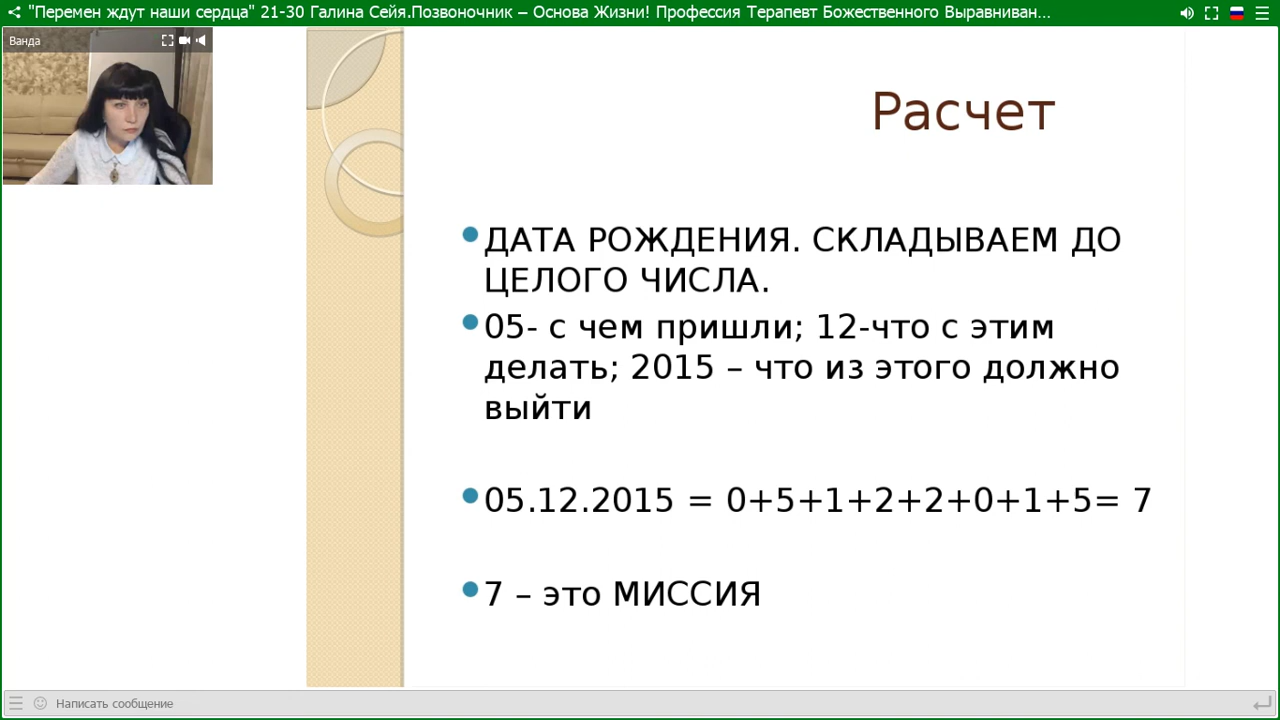 "Перемен ждут наши сердца" 21-30 Галина Сейя.Позвоночник – Основа Жизни! Профессия Терапевт Божественного Выравниван...
Ванда
Расчет
ДАТА РОЖДЕНИЯ. СКЛАДЫВАЕМ ДО
ЦЕЛОГО ЧИСЛА.
05- с чем пришли; 12-что с этим
делать; 2015 – что из этого должно
выйти
05.12.2015 = 0+5+1+2+2+0+1+5= 7
7 – это МИССИЯ
Написать сообщение